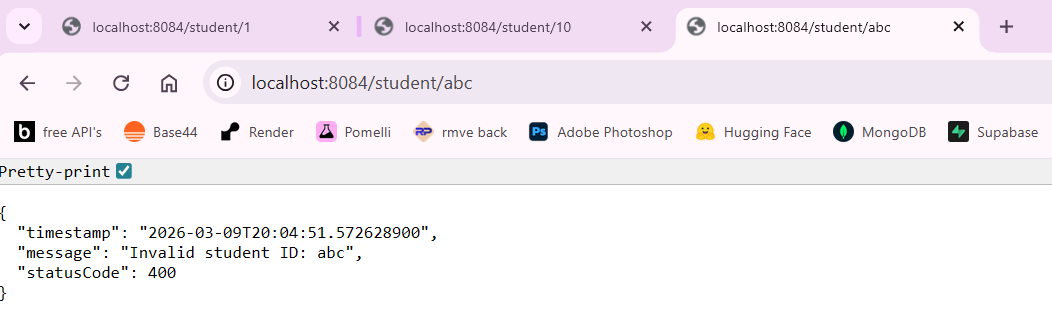 localhost:8084/student/1
localhost:8084/student/10
localhost:8084/student/abc
localhost:8084/student/abc
b free API's Base44 Render Pomelli RP rmve back Ps Adobe Photoshop Hugging Face MongoDB Supabase
Pretty-print
{
  "timestamp": "2026-03-09T20:04:51.572628900",
  "message": "Invalid student ID: abc",
  "statusCode": 400
}